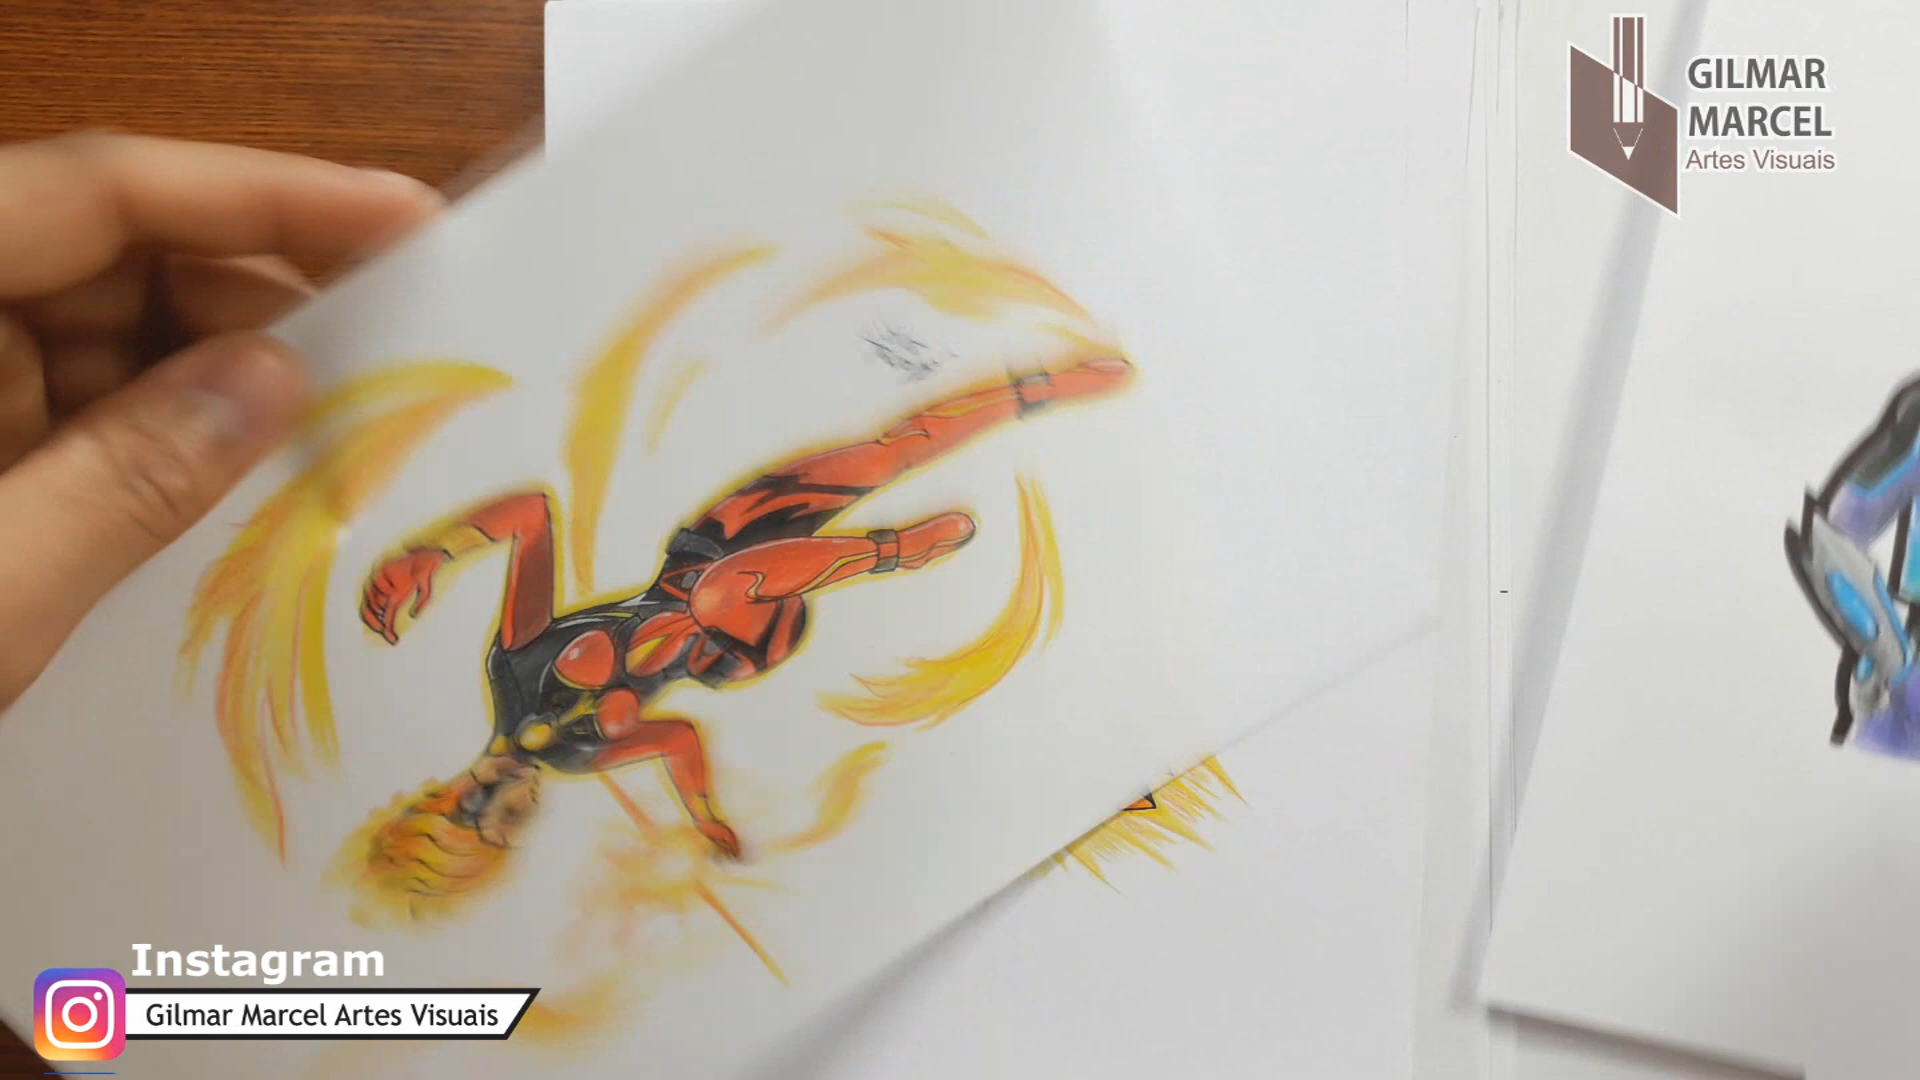 GILMAR
MARCEL
Artes Visuais
Instagram
Gilmar Marcel Artes Visuais